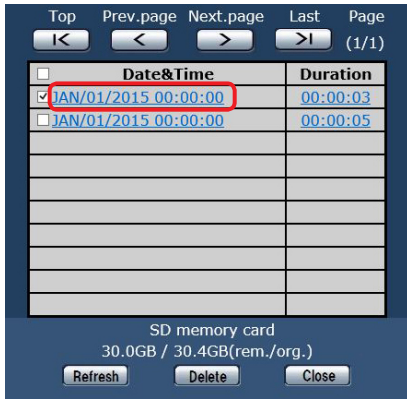 Top Prev.page Next.page Last Page
(1/1)
Date&Time Duration
JAN/01/2015 00:00:00 00:00:03
JAN/01/2015 00:00:00 00:00:05
SD memory card
30.0GB / 30.4GB(rem./org.)
Refresh Delete Close